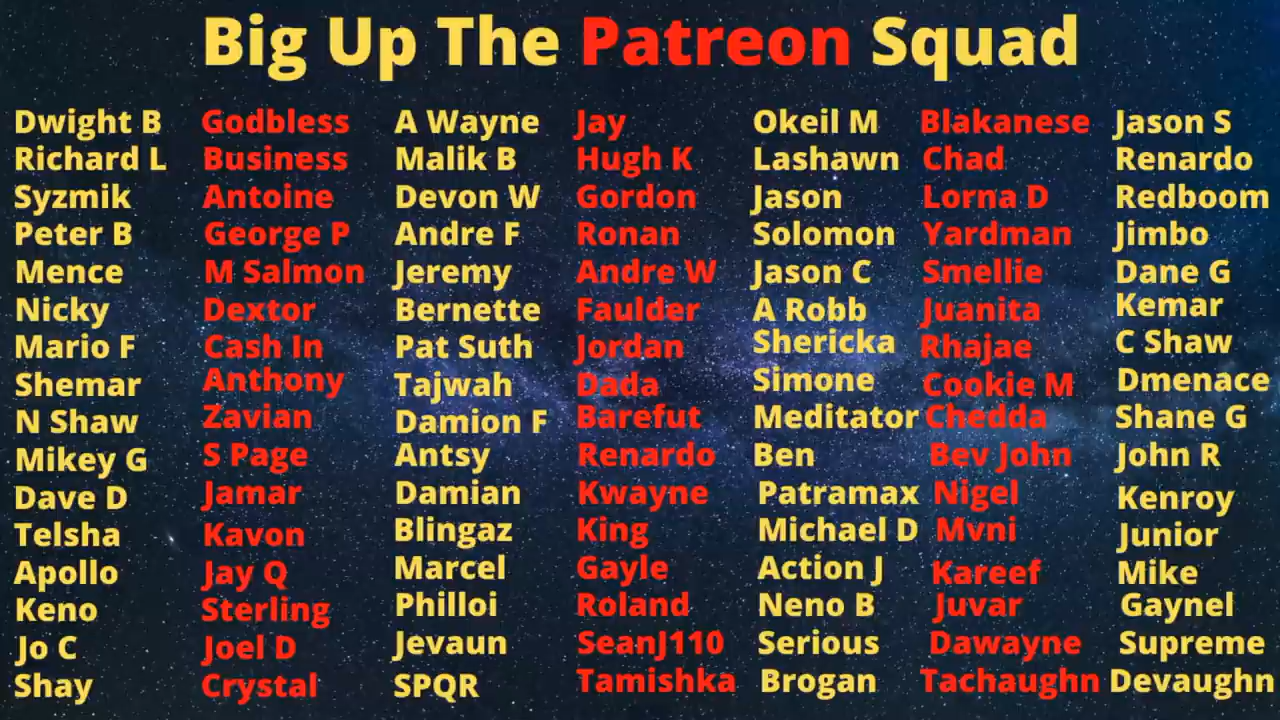 Big Up The Patreon Squad
Dwight B Godbless A Wayne Jay Okeil M Blakanese Jason S
Richard L Business Malik B Hugh K Lashawn Chad Renardo
Syzmik Antoine Devon W Gordon Jason Lorna D Redboom
Peter B George P Andre F Ronan Solomon Yardman Jimbo
Mence M Salmon Jeremy Andre W Jason C Smellie Dane G
Nicky Dextor Bernette Faulder A Robb Juanita Kemar
Mario F Cash In Pat Suth Jordan Shericka Rhajae C Shaw
Shemar Anthony Tajwah Dada Simone Cookie M Dmenace
N Shaw Zavian Damion F Barefut Meditator Chedda Shane G
Mikey G S Page Antsy Renardo Ben Bev John John R
Dave D Jamar Damian Kwayne Patramax Nigel Kenroy
Telsha Kavon Blingaz King Michael D Mvni Junior
Apollo Jay Q Marcel Gayle Action J Kareef Mike
Keno Sterling Philloi Roland Neno B Juvar Gaynel
Jo C Joel D Jevaun SeanJ110 Serious Dawayne Supreme
Shay Crystal SPQR Tamishka Brogan Tachaughn Devaughn